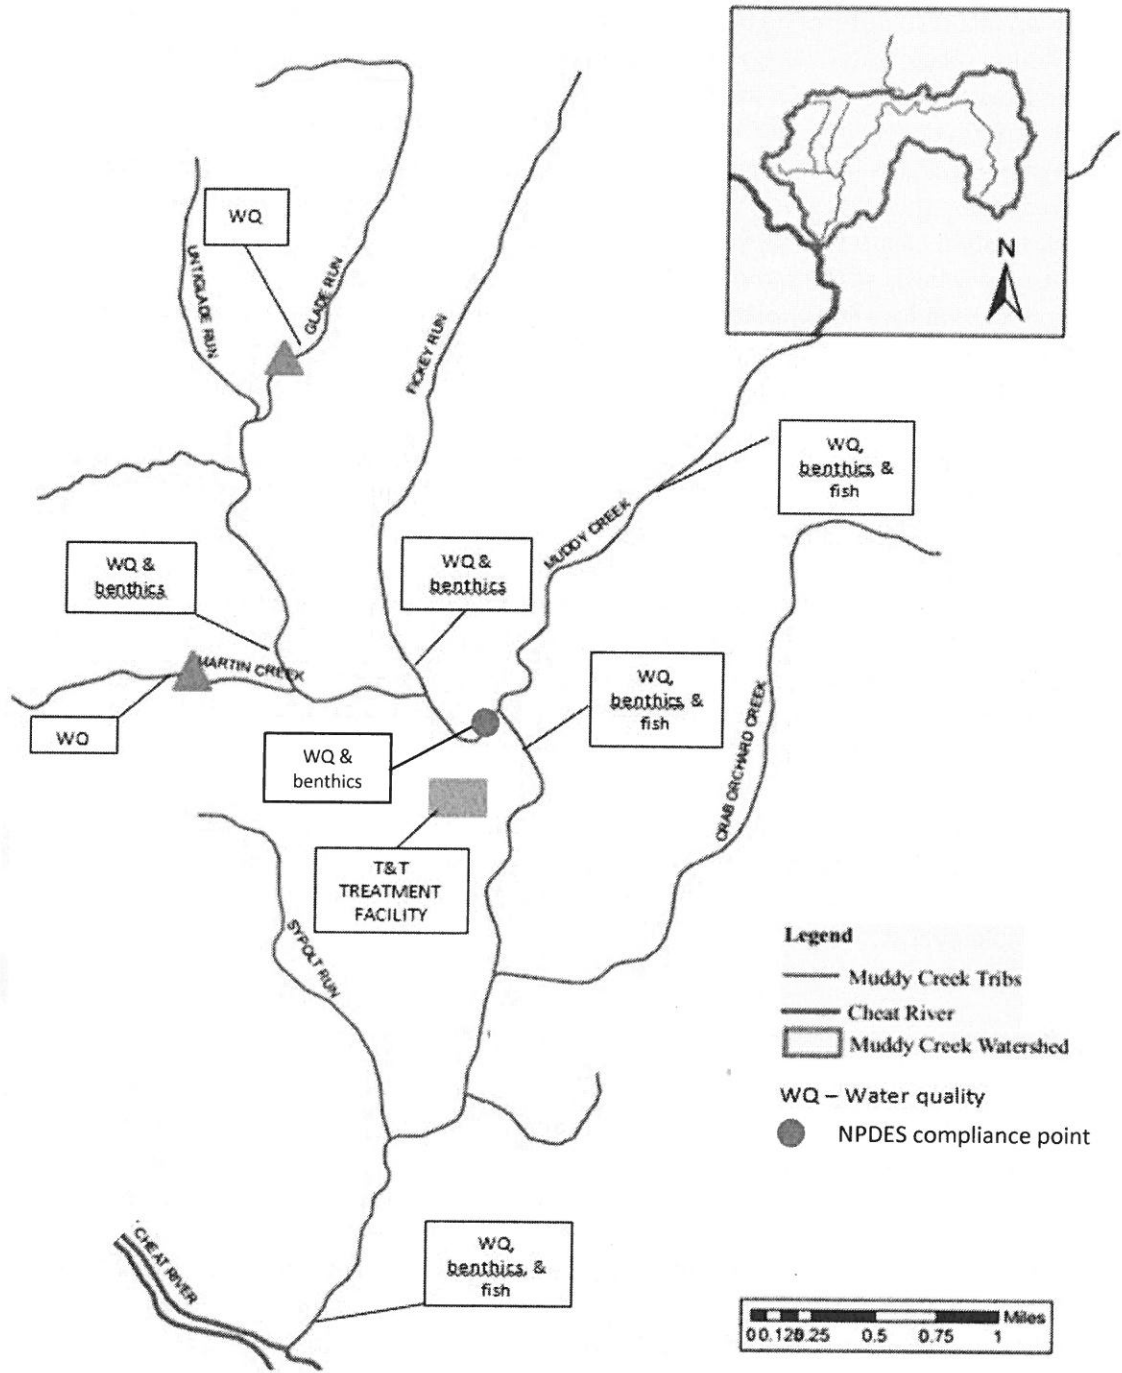 N
WQ
UNT/GLADE RUN
GLADE RUN
FICKEY RUN
WQ,
benthics, &
fish
MUDDY CREEK
WQ &
benthics
WQ &
benthics
MARTIN CREEK
WQ
WQ,
benthics, &
fish
WQ &
benthics
CRAB ORCHARD CREEK
T&T
TREATMENT
FACILITY
SYPOLT RUN
Legend
Muddy Creek Tribs
Cheat River
Muddy Creek Watershed
WQ – Water quality
NPDES compliance point
WQ,
benthics, &
fish
CHEAT RIVER
Miles
0 0.125 0.25 0.5 0.75 1